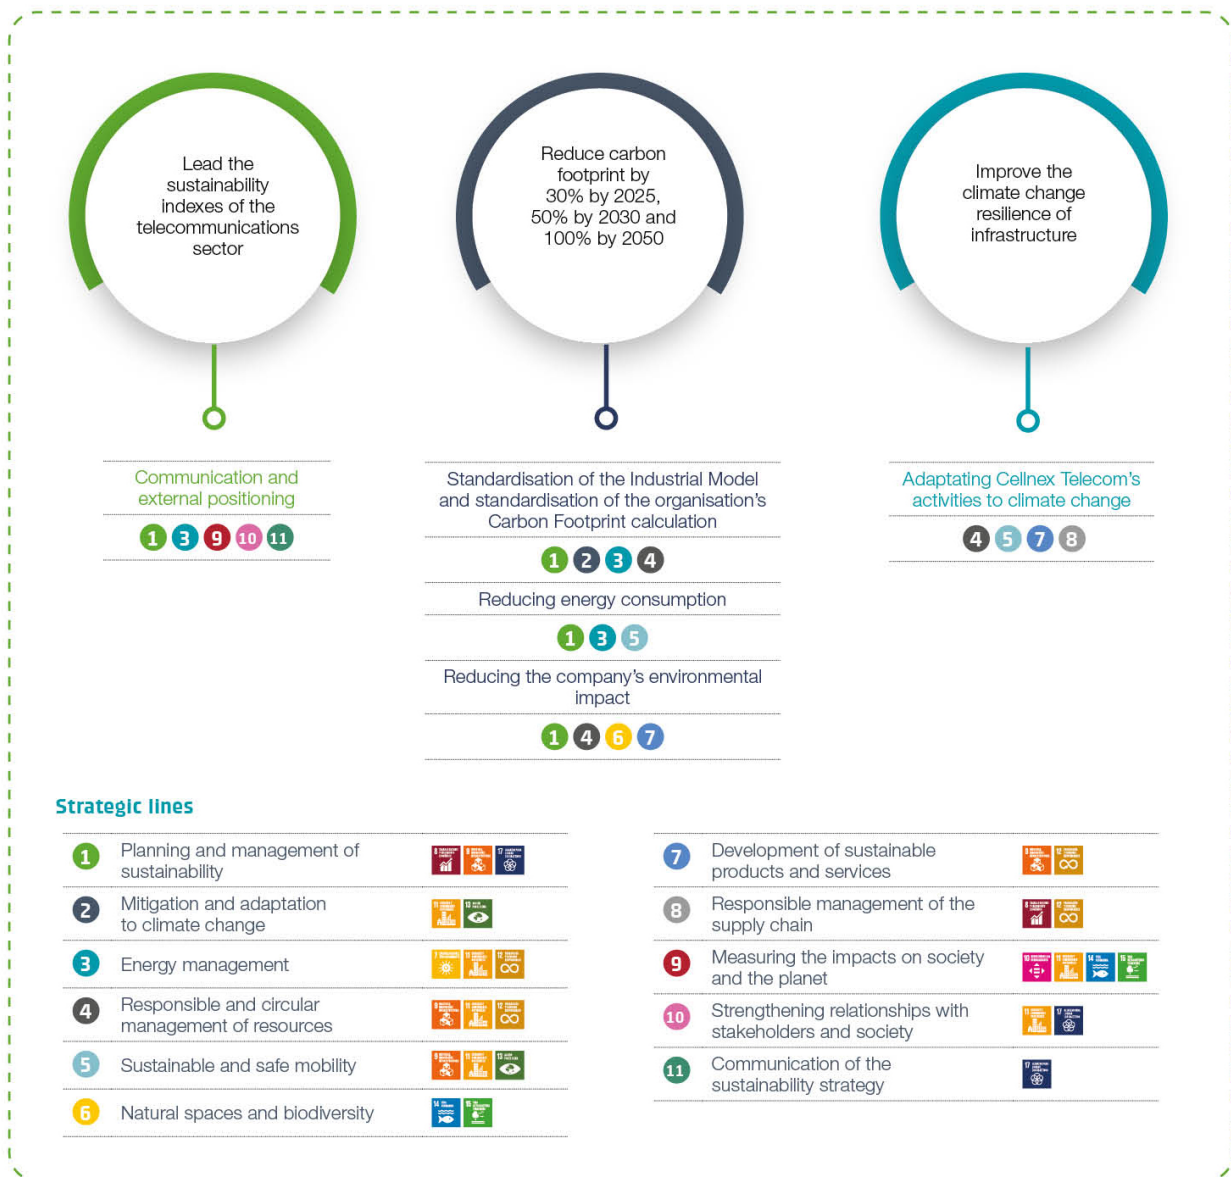 Lead the
sustainability
indexes of the
telecommunications
sector
Reduce carbon
footprint by
30% by 2025,
50% by 2030 and
100% by 2050
Improve the
climate change
resilience of
infrastructure
Communication and
external positioning
1 3 9 10 11
Standardisation of the Industrial Model
and standardisation of the organisation's
Carbon Footprint calculation
1 2 3 4
Reducing energy consumption
1 3 5
Reducing the company's environmental
impact
1 4 6 7
Adaptating Cellnex Telecom's
activities to climate change
4 5 7 8
Strategic lines
1 Planning and management of
sustainability
2 Mitigation and adaptation
to climate change
3 Energy management
4 Responsible and circular
management of resources
5 Sustainable and safe mobility
6 Natural spaces and biodiversity
7 Development of sustainable
products and services
8 Responsible management of the
supply chain
9 Measuring the impacts on society
and the planet
10 Strengthening relationships with
stakeholders and society
11 Communication of the
sustainability strategy